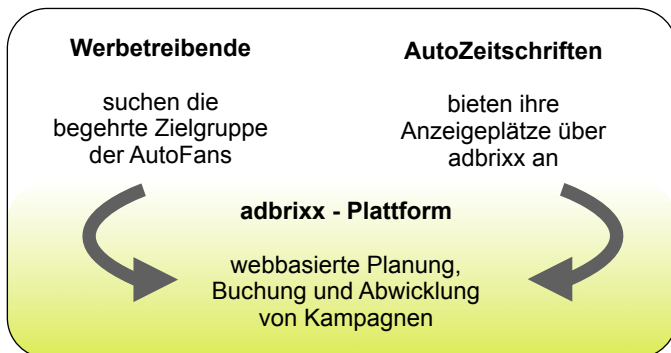 Werbetreibende
suchen die
begehrte Zielgruppe
der AutoFans
AutoZeitschriften
bieten ihre
Anzeigeplätze über
adbrixx an
adbrixx - Plattform
webbasierte Planung,
Buchung und Abwicklung
von Kampagnen